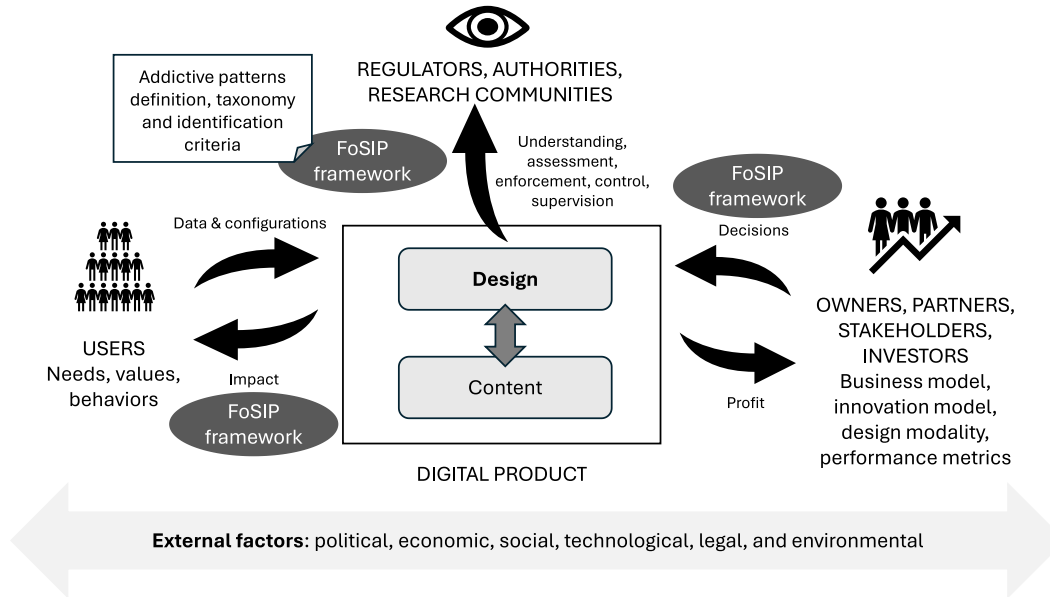 REGULATORS, AUTHORITIES,
RESEARCH COMMUNITIES
Addictive patterns
definition, taxonomy
and identification
criteria
FoSIP
framework
Understanding,
assessment,
enforcement, control,
supervision
FoSIP
framework
Data & configurations
Decisions
Design
USERS
Needs, values,
behaviors
OWNERS, PARTNERS,
STAKEHOLDERS,
INVESTORS
Business model,
innovation model,
design modality,
performance metrics
Impact
FoSIP
framework
Content
Profit
DIGITAL PRODUCT
External factors: political, economic, social, technological, legal, and environmental